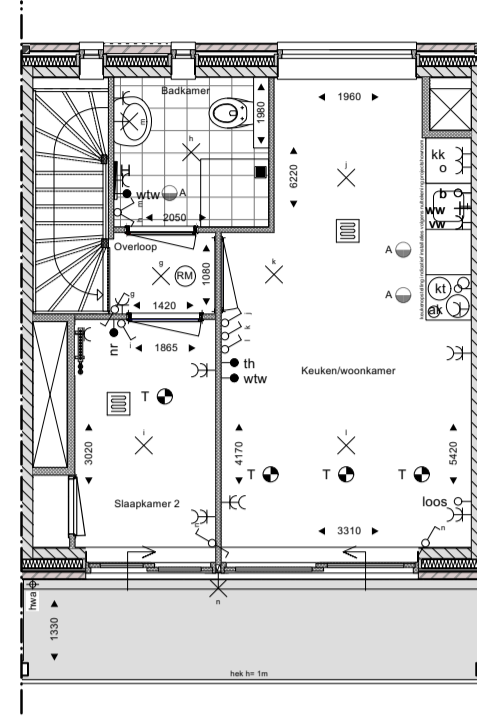 Badkamer
1960
1980
m
h
j
6220
kk
o
wtw
A
b
ww
vw
m
h
2050
Overloop
A
g
RM
1080
k
A
kt
ak
g
1420
j
k
l
i
nr
1865
th
wtw
Keuken/woonkamer
T
i
l
3020
4170
5420
T
T
T
Slaapkamer 2
loos
n
n
3310
n
hwa
1330
hek h= 1m